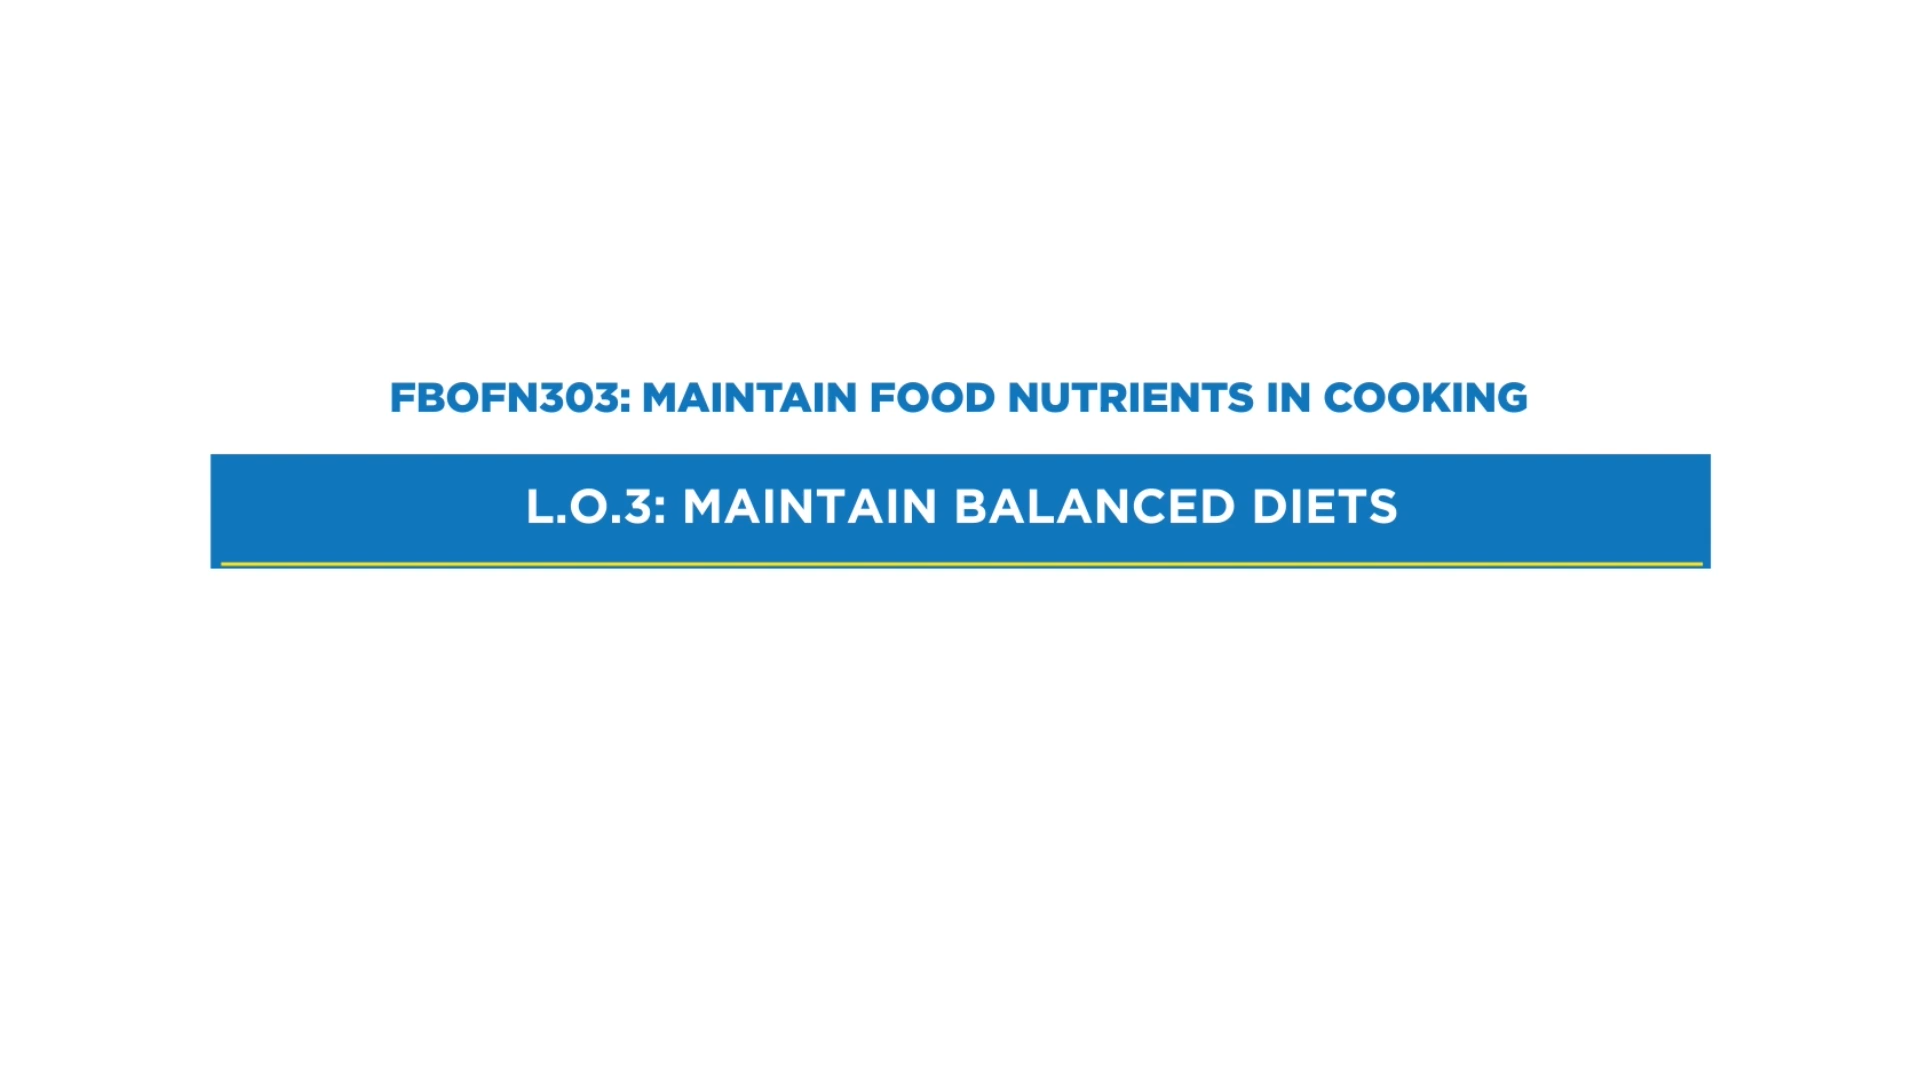 FBOFN303: MAINTAIN FOOD NUTRIENTS IN COOKING
L.O.3: MAINTAIN BALANCED DIETS